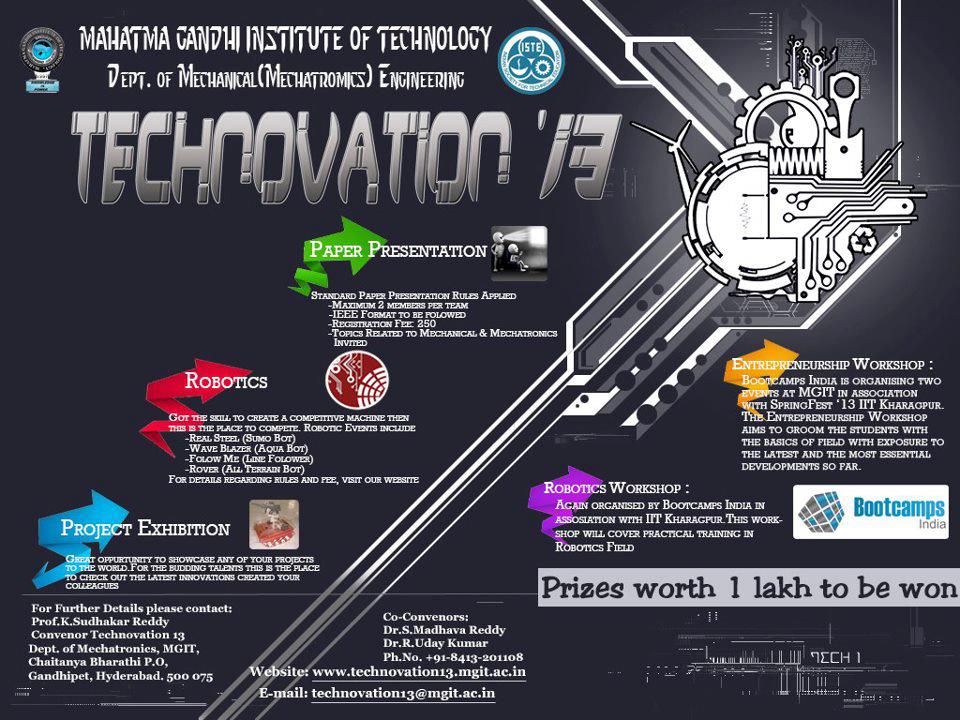 MAHATMA GANDHI INSTITUTE OF TECHNOLOGY
DEPT. OF MECHANICAL(MECHATROMICS) ENGINEERING
ISTE
TECHNOVATION '13
PAPER PRESENTATION
STANDARD PAPER PRESENTATION RULES APPLIED
-MAXIMUM 2 MEMBERS PER TEAM
-IEEE FORMAT TO BE FOLOWED
-REGISTRATION FEE: 250
-TOPICS RELATED TO MECHANICAL & MECHATRONICS
INVITED
ROBOTICS
GOT THE SKILL TO CREATE A COMPETITIVE MACHINE THEN
THIS IS THE PLACE TO COMPETE. ROBOTIC EVENTS INCLUDE
-REAL STEEL (SUMO BOT)
-WAVE BLAZER (AQUA BOT)
-FOLOW ME (LINE FOLOWER)
-ROVER (ALL TERRAIN BOT)
FOR DETAILS REGARDING RULES AND FEE, VISIT OUR WEBSITE
PROJECT EXHIBITION
GREAT OPPURTUNITY TO SHOWCASE ANY OF YOUR PROJECTS
TO THE WORLD.FOR THE BUDDING TALENTS THIS IS THE PLACE
TO CHECK OUT THE LATEST INNOVATIONS CREATED YOUR
COLLEAGUES
ENTREPRENEURSHIP WORKSHOP :
BOOTCAMPS INDIA IS ORGANISING TWO
EVENTS AT MGIT IN ASSOCIATION
WITH SPRINGFEST '13 IIT KHARAGPUR.
THE ENTREPRENEURSHIP WORKSHOP
AIMS TO GROOM THE STUDENTS WITH
THE BASICS OF FIELD WITH EXPOSURE TO
THE LATEST AND THE MOST ESSENTIAL
DEVELOPMENTS SO FAR.
ROBOTICS WORKSHOP :
AGAIN ORGANISED BY BOOTCAMPS INDIA IN
ASSOSIATION WITH IIT KHARAGPUR.THIS WORK-
SHOP WILL COVER PRACTICAL TRAINING IN
ROBOTICS FIELD
Bootcamps
India
Prizes worth 1 lakh to be won
For Further Details please contact:
Prof.K.Sudhakar Reddy
Convenor Technovation 13
Dept. of Mechatronics, MGIT,
Chaitanya Bharathi P.O,
Gandhipet, Hyderabad. 500 075
Co-Convenors:
Dr.S.Madhava Reddy
Dr.R.Uday Kumar
Ph.No. +91-8413-201108
Website: www.technovation13.mgit.ac.in
E-mail: technovation13@mgit.ac.in